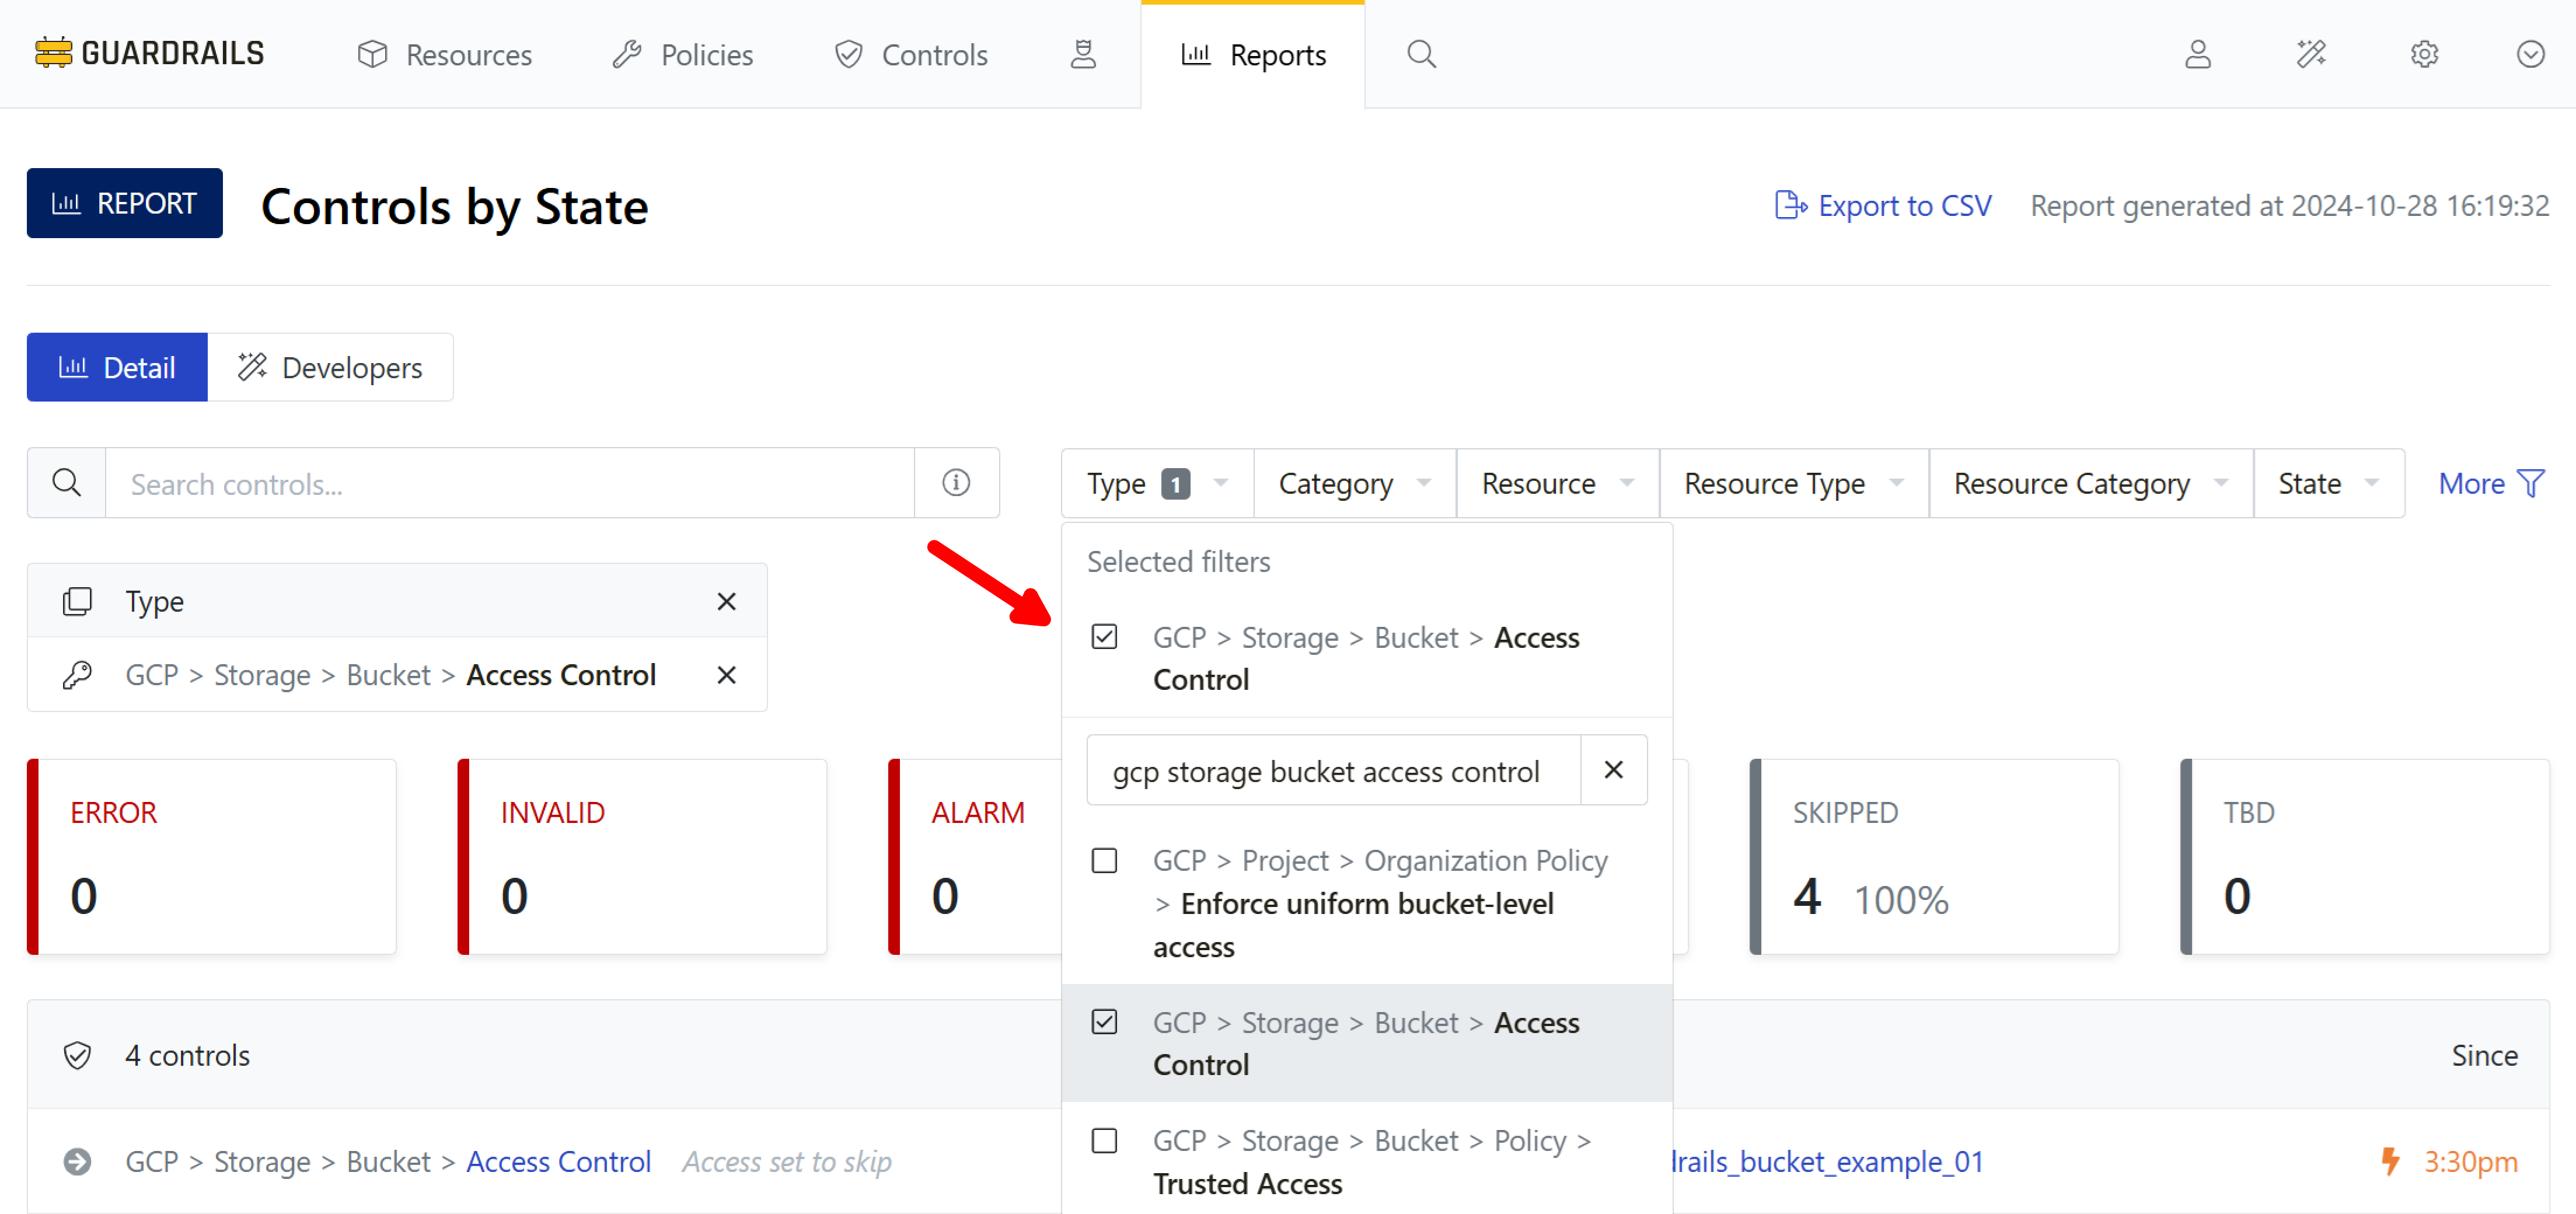 GUARDRAILS
Resources
Policies
Controls
Reports
REPORT
Controls by State
Export to CSV
Report generated at 2024-10-28 16:19:32
Detail
Developers
Search controls...
Type 1
Category
Resource
Resource Type
Resource Category
State
More
Type
GCP > Storage > Bucket > Access Control
Selected filters
GCP > Storage > Bucket > Access
Control
gcp storage bucket access control
GCP > Project > Organization Policy
> Enforce uniform bucket-level
access
GCP > Storage > Bucket > Access
Control
GCP > Storage > Bucket > Policy >
Trusted Access
ERROR
0
INVALID
0
ALARM
0
SKIPPED
4 100%
TBD
0
4 controls
Since
GCP > Storage > Bucket > Access Control Access set to skip
rails_bucket_example_01
3:30pm